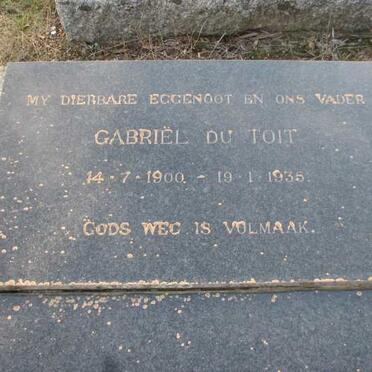 MY DIERBARE EGGENOOT EN ONS VADER
GABRIËL DU TOIT
14-7-1900 - 19-1-1935.
GODS WEG IS VOLMAAK.